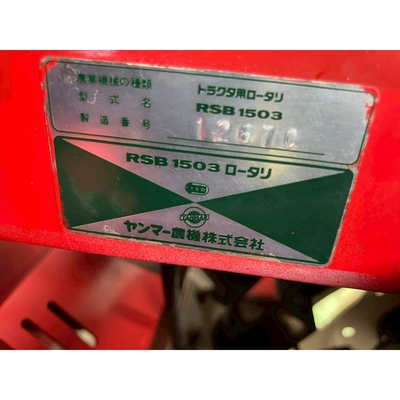 農業機械の種類 トラクタ用ロータリ
型式名 RSB1503
製造番号 12670
RSB1503 ロータリ
YANMAR
ヤンマー農機株式会社